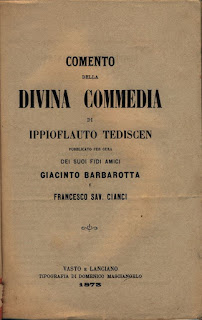 COMENTO
DELLA
DIVINA COMMEDIA
DI
IPPIOFLAUTO TEDISCEN
PUBBLICATO PER CURA
DEI SUOI FIDI AMICI
GIACINTO BARBAROTTA
E
FRANCESCO SAV. CIANCI
VASTO e LANCIANO
TIPOGRAFIA DI DOMENICO MASCIANGELO
1873